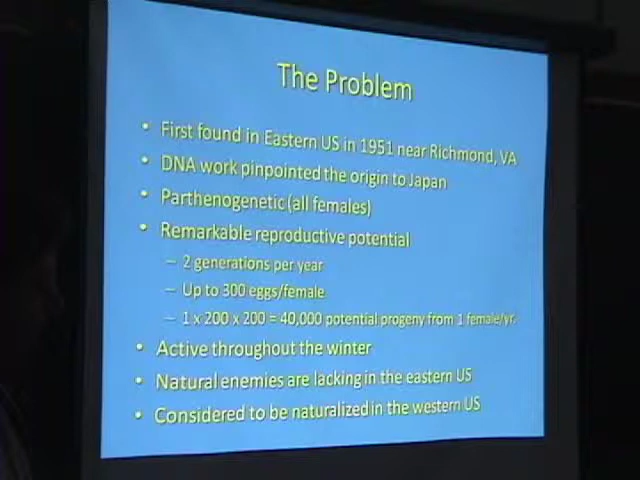 The Problem
• First found in Eastern US in 1951 near Richmond, VA
• DNA work pinpointed the origin to Japan
• Parthenogenetic (all females)
• Remarkable reproductive potential
– 2 generations per year
– Up to 300 eggs/female
– 1 x 200 x 200 = 40,000 potential progeny from 1 female/yr.
• Active throughout the winter
• Natural enemies are lacking in the eastern US
• Considered to be naturalized in the western US